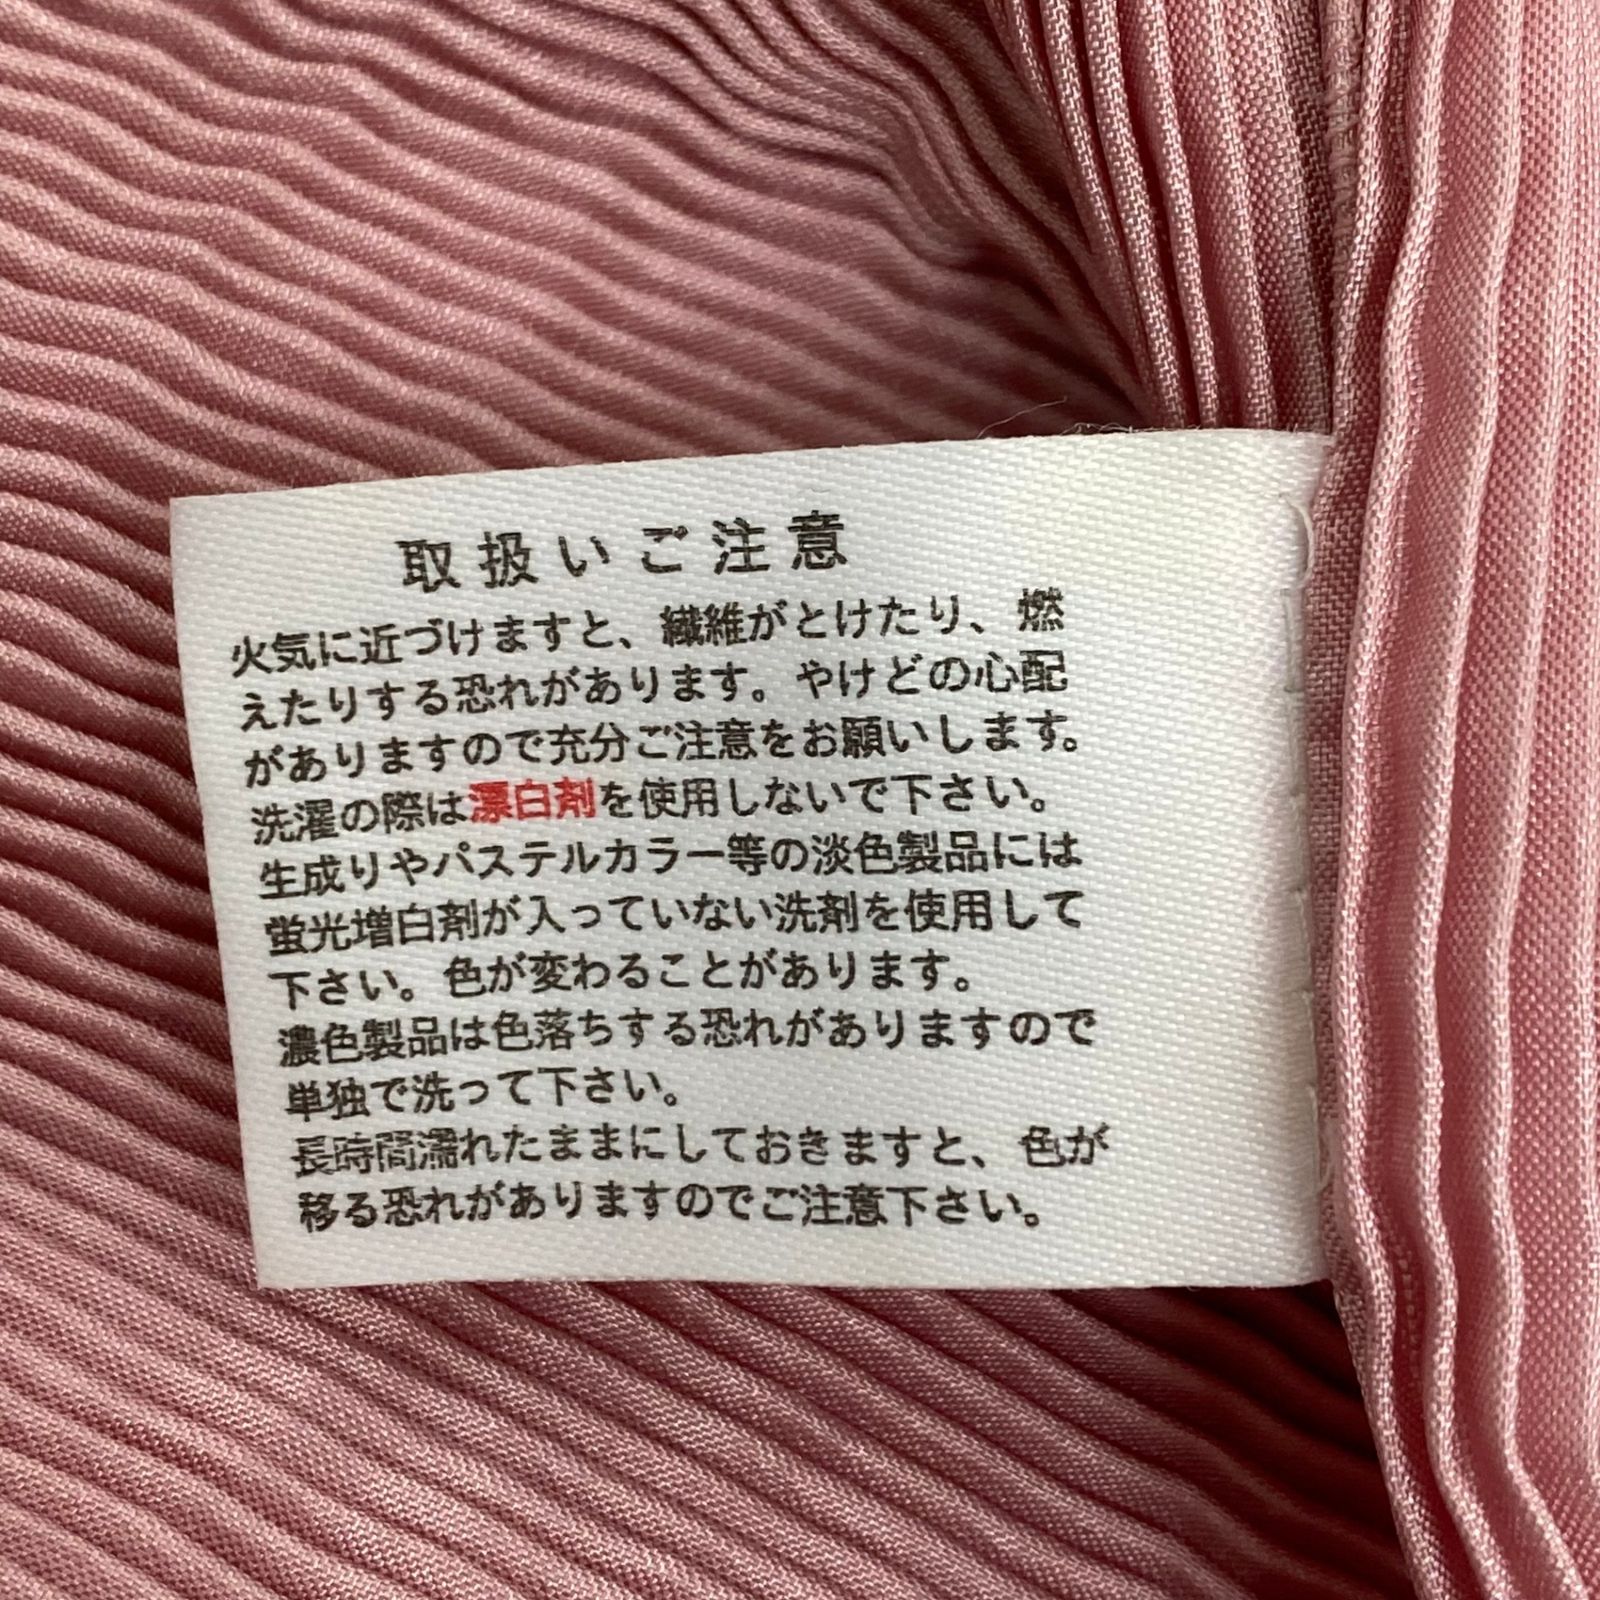 取扱いご注意
火気に近づけますと、繊維がとけたり、燃
えたりする恐れがあります。やけどの心配
がありますので充分ご注意をお願いします。
洗濯の際は漂白剤を使用しないで下さい。
生成りやパステルカラー等の淡色製品には
蛍光増白剤が入っていない洗剤を使用して
下さい。色が変わることがあります。
濃色製品は色落ちする恐れがありますので
単独で洗って下さい。
長時間濡れたままにしておきますと、色が
移る恐れがありますのでご注意下さい。